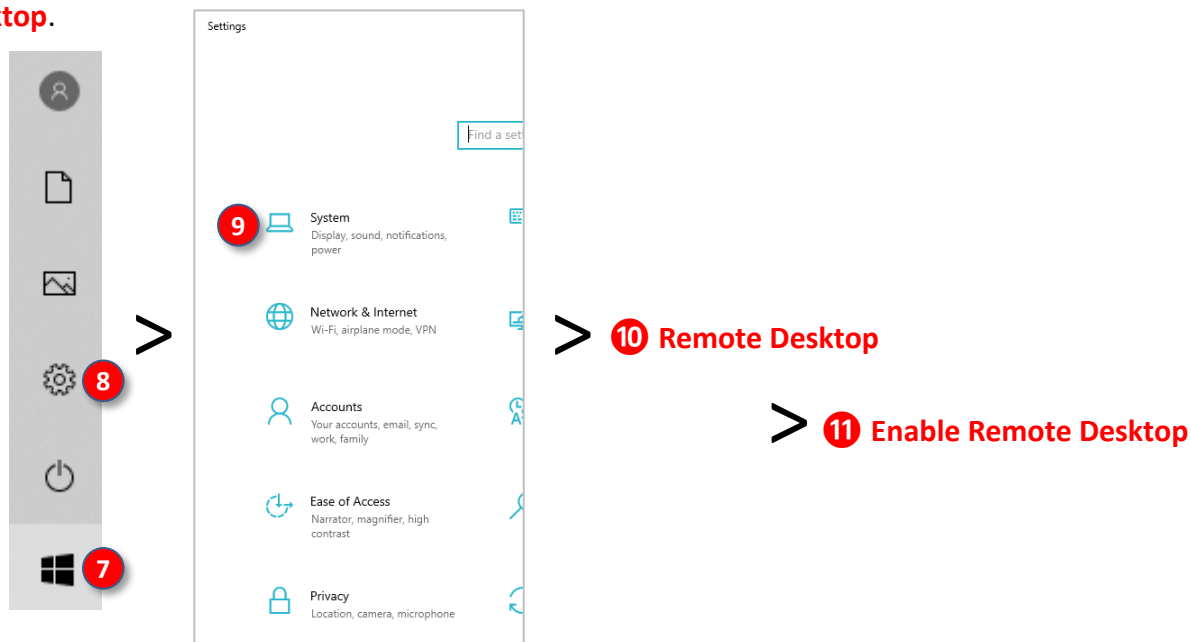 top.
Settings
Find a set
9
System
Display, sound, notifications,
power
Network & Internet
Wi-Fi, airplane mode, VPN
>
>
10 Remote Desktop
8
Accounts
Your accounts, email, sync,
work, family
A
>
11 Enable Remote Desktop
Ease of Access
Narrator, magnifier, high
contrast
7
Privacy
Location, camera, microphone